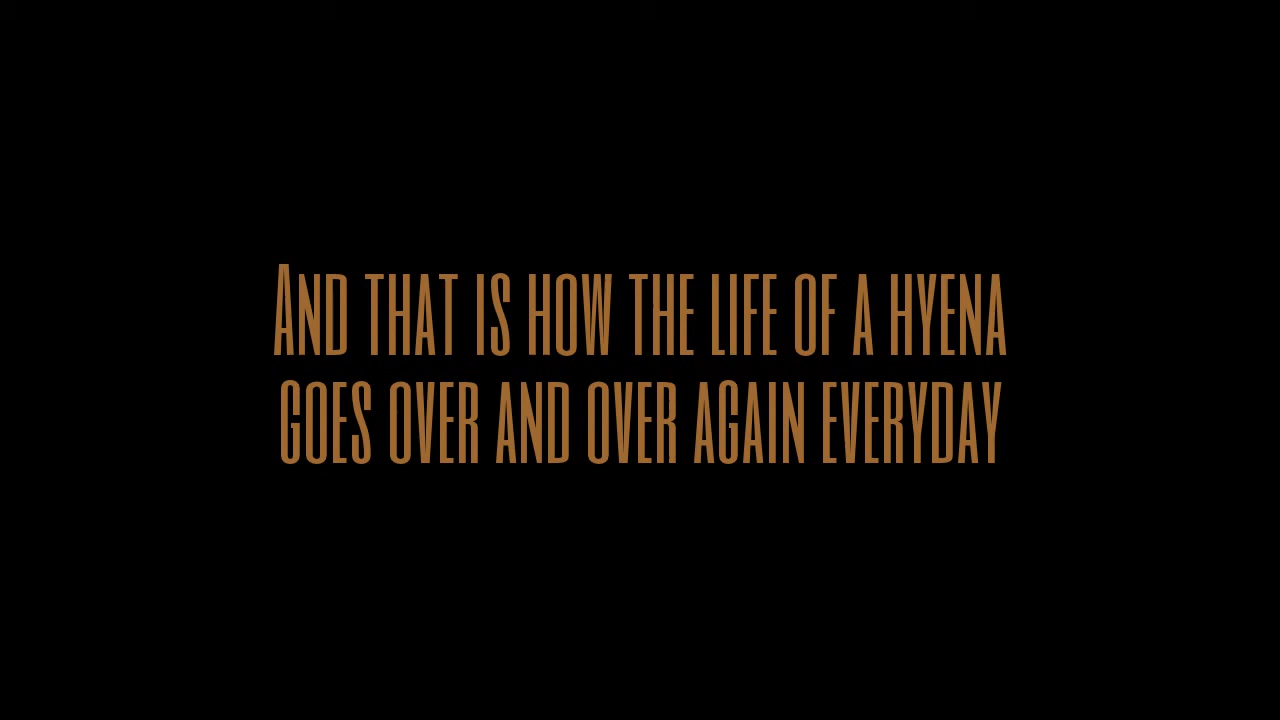 And that is how the life of a hyena
goes over and over again everyday